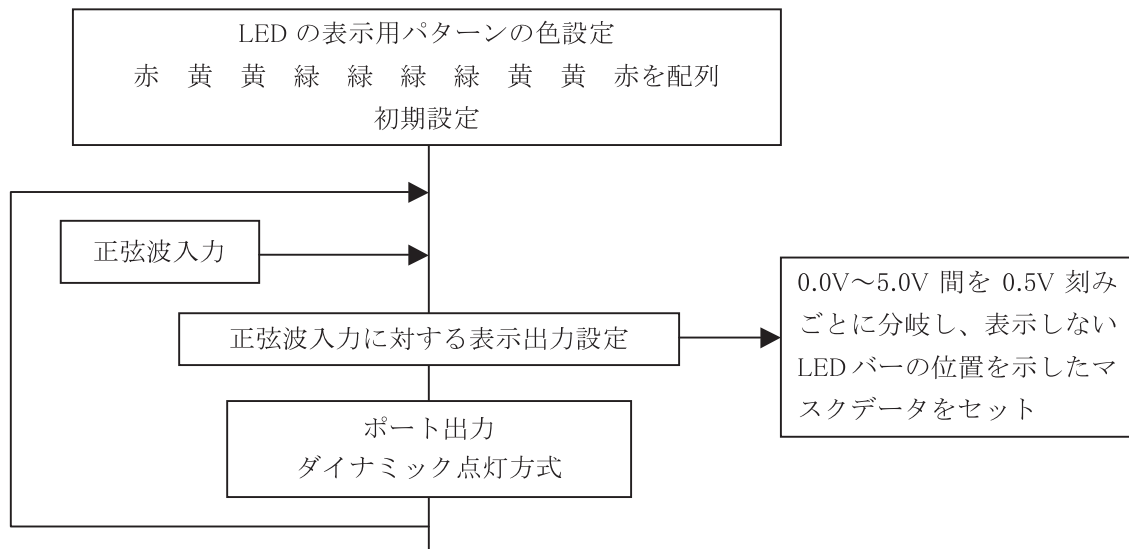 LED の表示用パターンの色設定
赤 黄 黄 緑 緑 緑 緑 黄 黄 赤を配列
初期設定
正弦波入力
正弦波入力に対する表示出力設定
0.0V～5.0V 間を 0.5V 刻み
ごとに分岐し、表示しない
LED バーの位置を示したマ
スクデータをセット
ポート出力
ダイナミック点灯方式